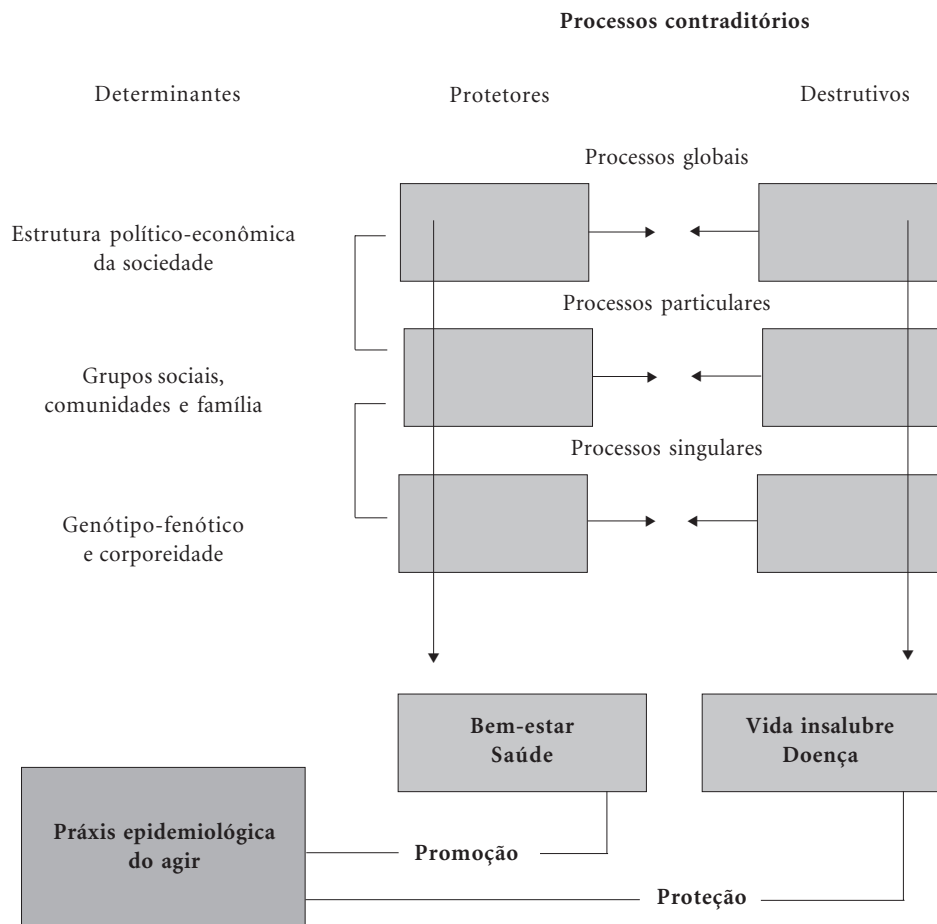 Processos contraditórios
Determinantes
Protetores
Destrutivos
Processos globais
Estrutura político-econômica
da sociedade
Processos particulares
Grupos sociais,
comunidades e família
Processos singulares
Genótipo-fenótico
e corporeidade
Bem-estar
Saúde
Vida insalubre
Doença
Práxis epidemiológica
do agir
Promoção
Proteção